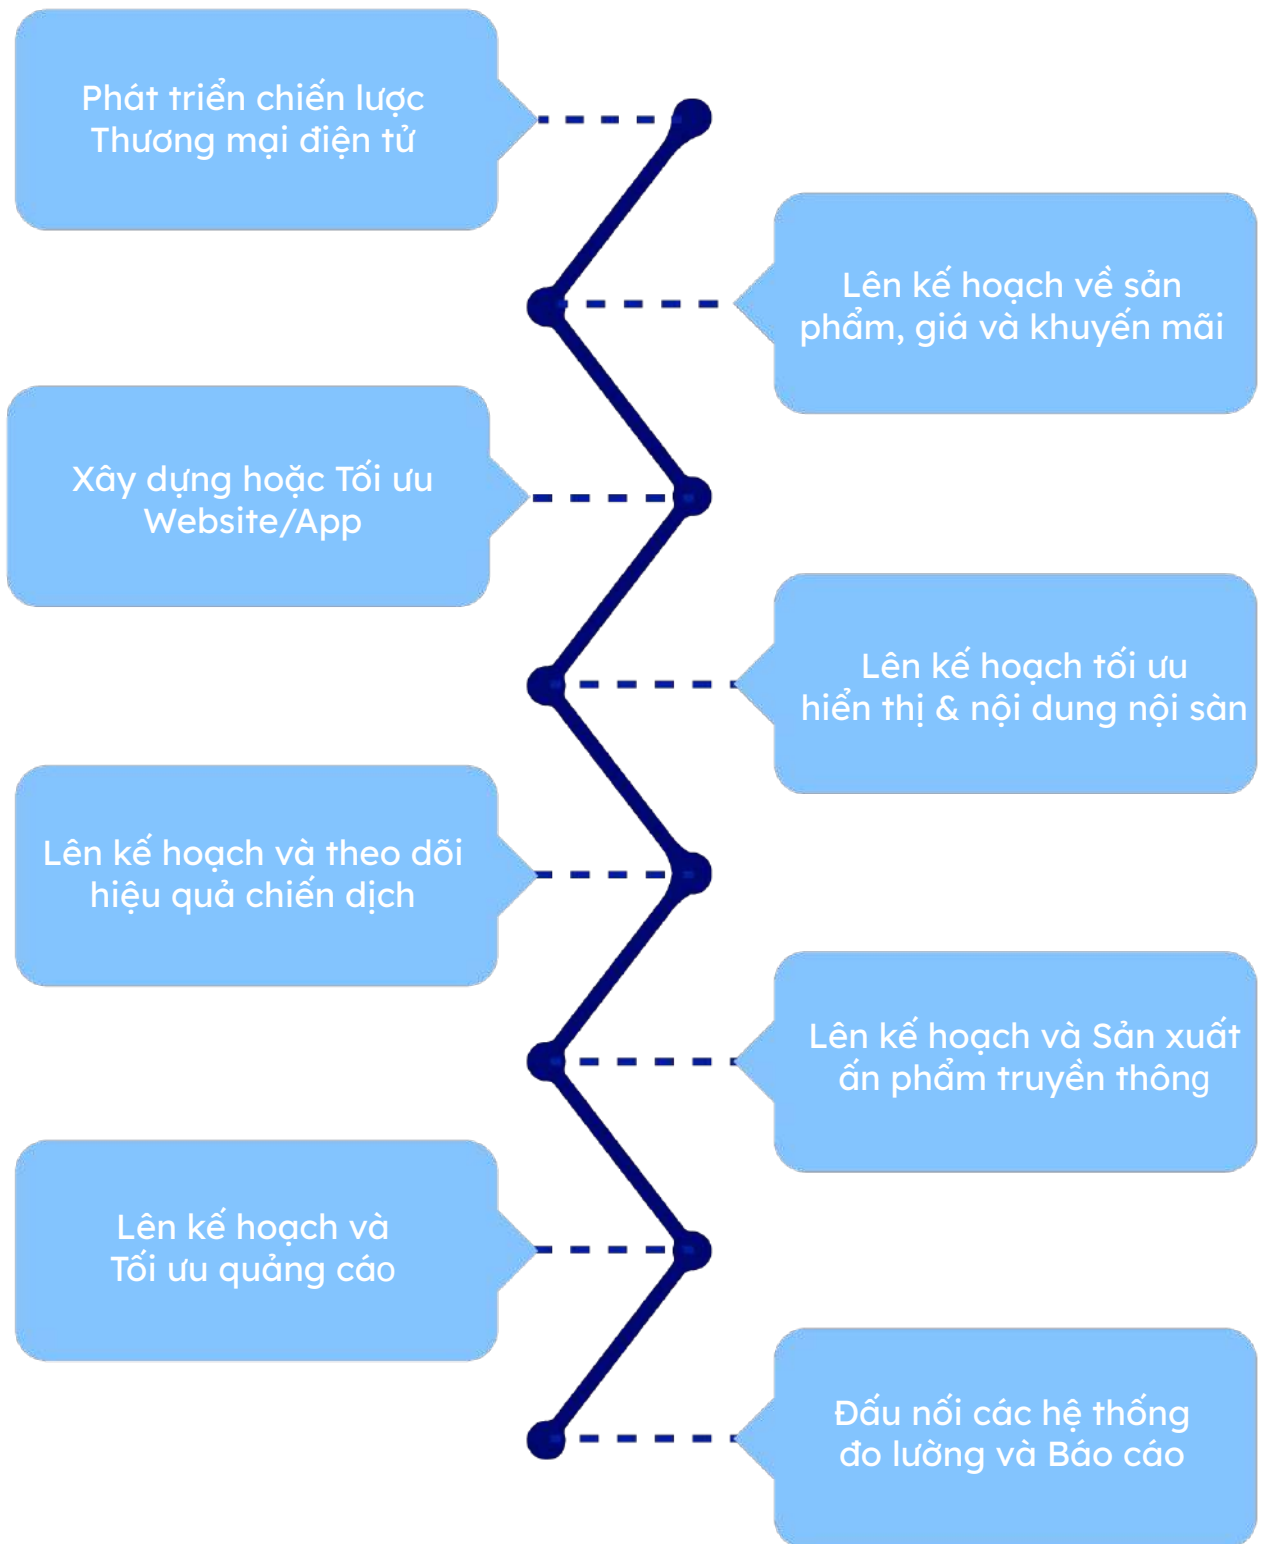 Phát triển chiến lược
Thương mại điện tử
Lên kế hoạch về sản
phẩm, giá và khuyến mãi
Xây dựng hoặc Tối ưu
Website/App
Lên kế hoạch tối ưu
hiển thị & nội dung nội sàn
Lên kế hoạch và theo dõi
hiệu quả chiến dịch
Lên kế hoạch và Sản xuất
ấn phẩm truyền thông
Lên kế hoạch và
Tối ưu quảng cáo
Đấu nối các hệ thống
đo lường và Báo cáo